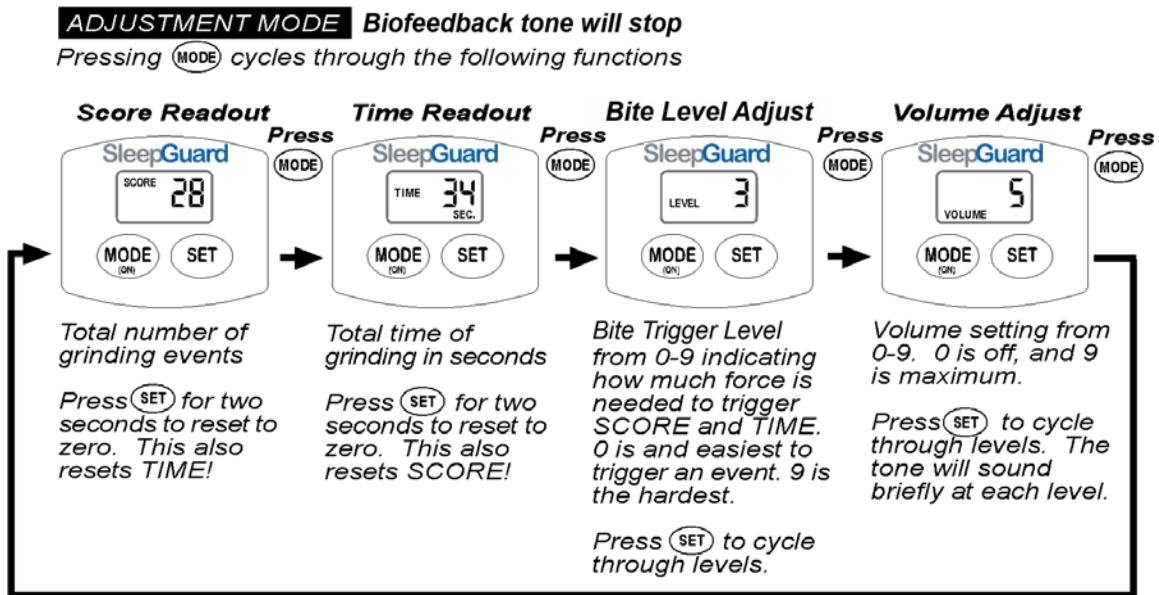 ADJUSTMENT MODE Biofeedback tone will stop
Pressing MODE cycles through the following functions
Score Readout
Press
MODE
SleepGuard
SCORE 28
MODE
(ON)
SET
Total number of
grinding events
Press SET for two
seconds to reset to
zero. This also
resets TIME!
Time Readout
Press
MODE
SleepGuard
TIME 34
SEC.
MODE
(ON)
SET
Total time of
grinding in seconds
Press SET for two
seconds to reset to
zero. This also
resets SCORE!
Bite Level Adjust
Press
MODE
SleepGuard
LEVEL 3
MODE
(ON)
SET
Bite Trigger Level
from 0-9 indicating
how much force is
needed to trigger
SCORE and TIME.
0 is and easiest to
trigger an event. 9 is
the hardest.
Press SET to cycle
through levels.
Volume Adjust
Press
MODE
SleepGuard
5
VOLUME
MODE
(ON)
SET
Volume setting from
0-9. 0 is off, and 9
is maximum.
Press SET to cycle
through levels. The
tone will sound
briefly at each level.